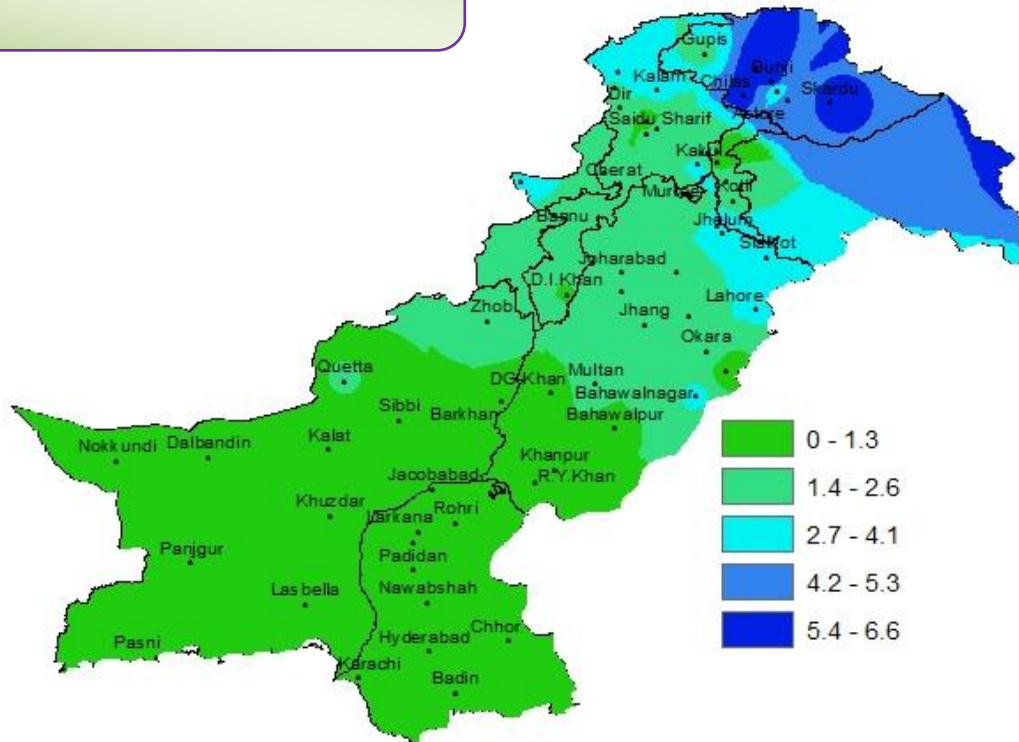 Gupis
Kalam
Chilas
Bunji
Skardu
Dir
Astore
Saidu Sharif
Kakul
Cherat
Murree
Kotli
Bannu
Jhelum
Sialkot
Joharabad
D.I.Khan
Zhob
Jhang
Lahore
Okara
Quetta
DG Khan
Multan
Bahawalnagar
Sibbi
Barkhan
Bahawalpur
Nokkundi
Dalbandin
Kalat
Khanpur
R.Y.Khan
Jacobabad
Khuzdar
Larkana
Rohri
Panjgur
Padidan
Lasbella
Nawabshah
Chhor
Pasni
Hyderabad
Karachi
Badin
0 - 1.3
1.4 - 2.6
2.7 - 4.1
4.2 - 5.3
5.4 - 6.6